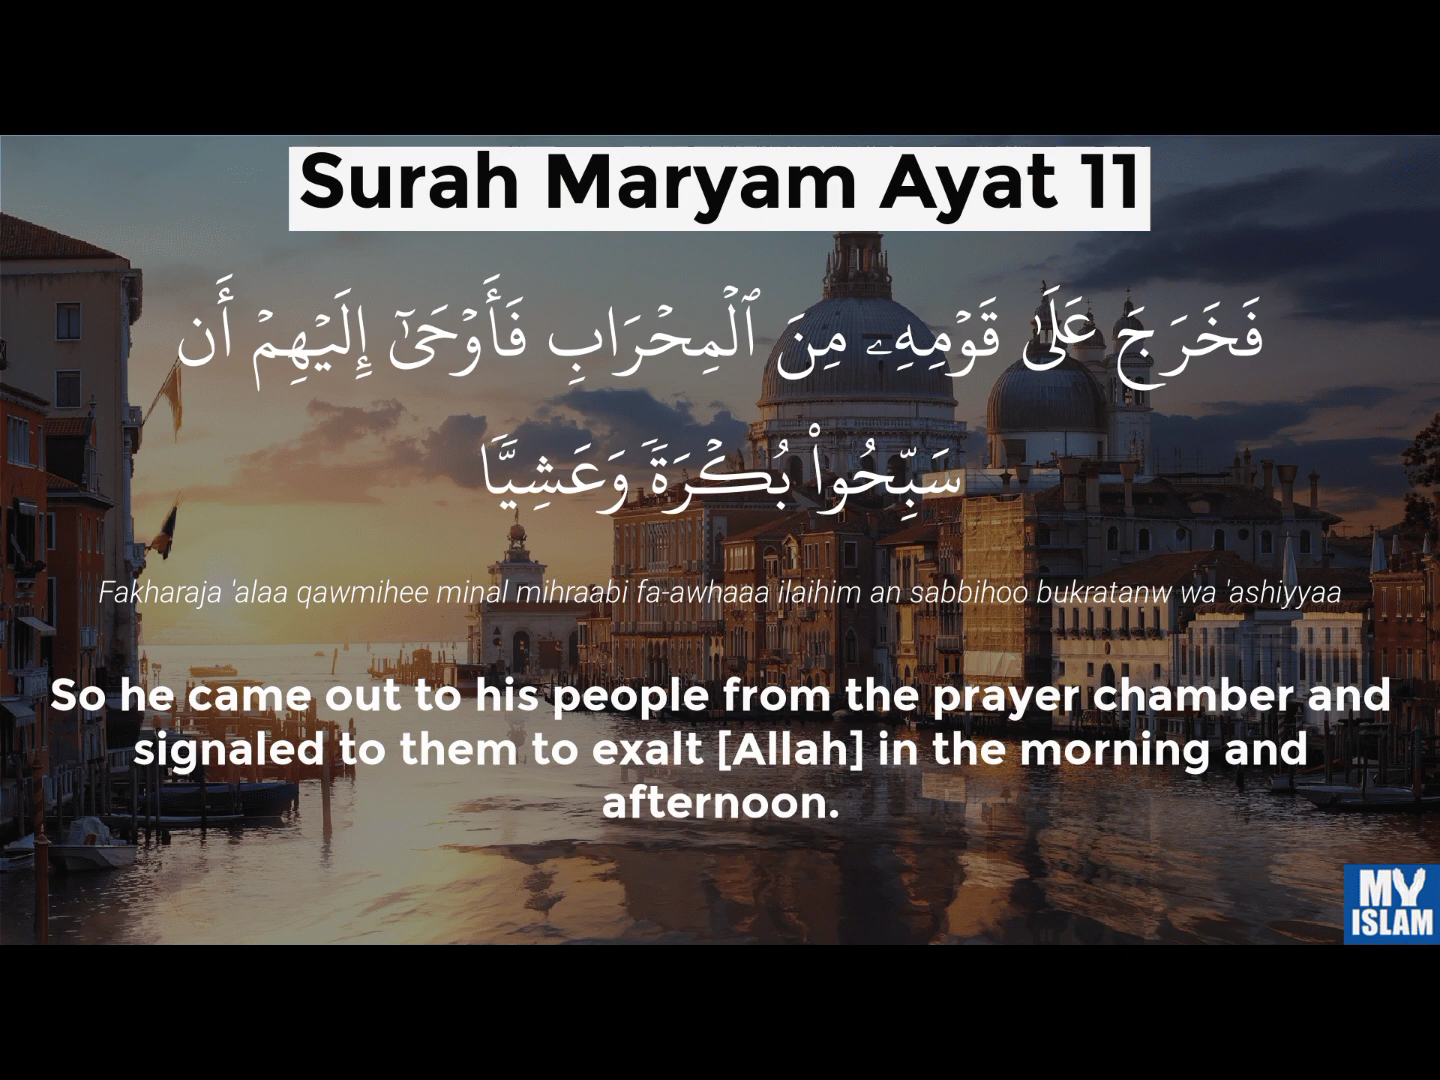 Surah Maryam Ayat 11
فَخَرَجَ عَلَىٰ قَوْمِهِۦ مِنَ ٱلْمِحْرَابِ فَأَوْحَىٰٓ إِلَيْهِمْ أَن
سَبِّحُوا۟ بُكْرَةً وَعَشِيًّا
Fakharaja 'alaa qawmihee minal mihraabi fa-awhaaa ilaihim an sabbihoo bukratanw wa 'ashiyyaa
So he came out to his people from the prayer chamber and
signaled to them to exalt [Allah] in the morning and
afternoon.
MY
ISLAM